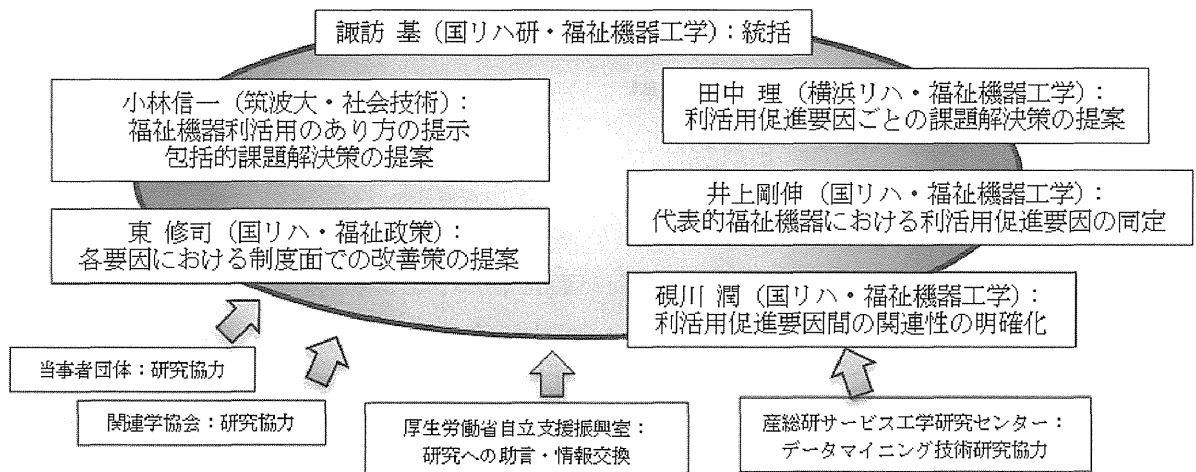 諏訪 基（国リハ研・福祉機器工学）：統括
小林信一（筑波大・社会技術）：
福祉機器利活用のあり方の提示
包括的課題解決策の提案
田中 理（横浜リハ・福祉機器工学）：
利活用促進要因ごとの課題解決策の提案
井上剛伸（国リハ・福祉機器工学）：
代表的福祉機器における利活用促進要因の同定
東 修司（国リハ・福祉政策）：
各要因における制度面での改善策の提案
硯川 潤（国リハ・福祉機器工学）：
利活用促進要因間の関連性の明確化
当事者団体：研究協力
関連学協会：研究協力
厚生労働省自立支援振興室：
研究への助言・情報交換
産総研サービス工学研究センター：
データマイニング技術研究協力